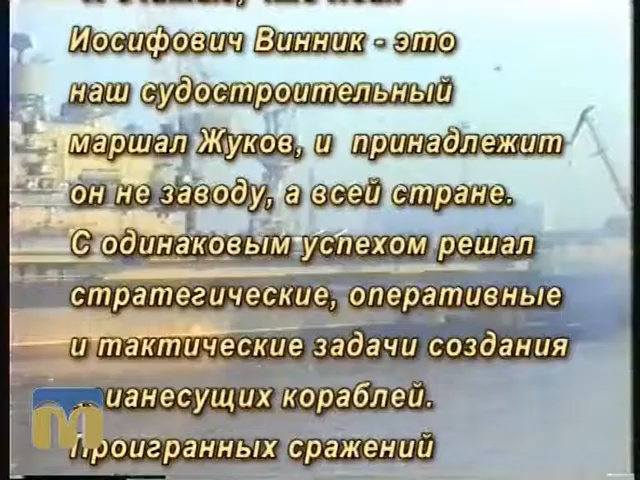 Иосифович Винник - это
наш судостроительный
маршал Жуков, и принадлежит
он не заводу, а всей стране.
С одинаковым успехом решал
стратегические, оперативные
и тактические задачи создания
ианесущих кораблей.
Проигранных сражений